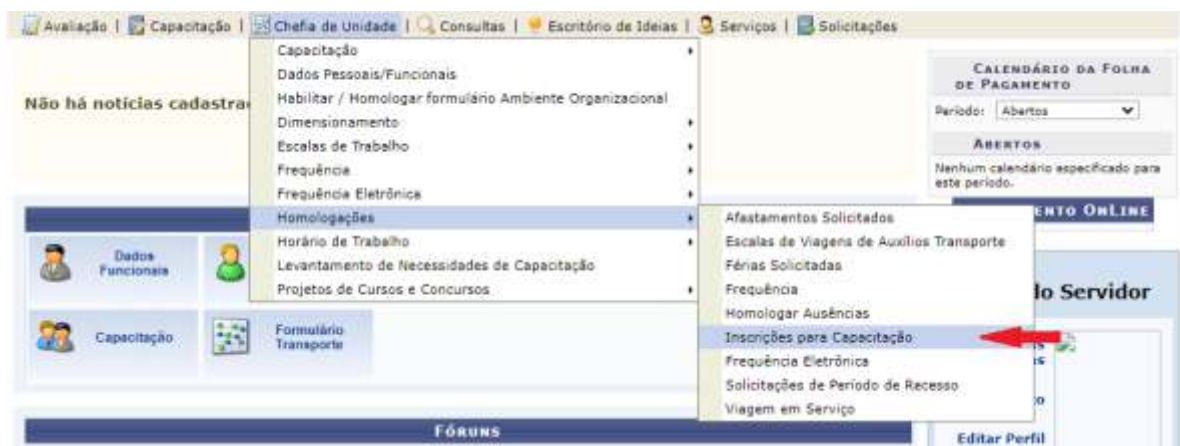 Avaliação | Capacitação | Chefia de Unidade | Consultas | Escritório de Ideias | Serviços | Solicitações
Não há notícias cadastra
Capacitação
Dados Pessoais/Funcionais
Habilitar / Homologar formulário Ambiente Organizacional
Dimensionamento
Escalas de Trabalho
Frequência
Frequência Eletrônica
Homologações
Horário de Trabalho
Levantamento de Necessidades de Capacitação
Projetos de Cursos e Concursos
Afastamentos Solicitados
Escalas de Viagens de Auxílios Transporte
Férias Solicitadas
Frequência
Homologar Ausências
Inscrições para Capacitação
Frequência Eletrônica
Solicitações de Período de Recesso
Viagem em Serviço
CALENDÁRIO DA FOLHA
DE PAGAMENTO
Período: Abertos
ABERTOS
Nenhum calendário especificado para
este período.
ENTO ONLINE
lo Servidor
Editar Perfil
Dados
Funcionais
Capacitação
Formulário
Transporte
FÓRUNS